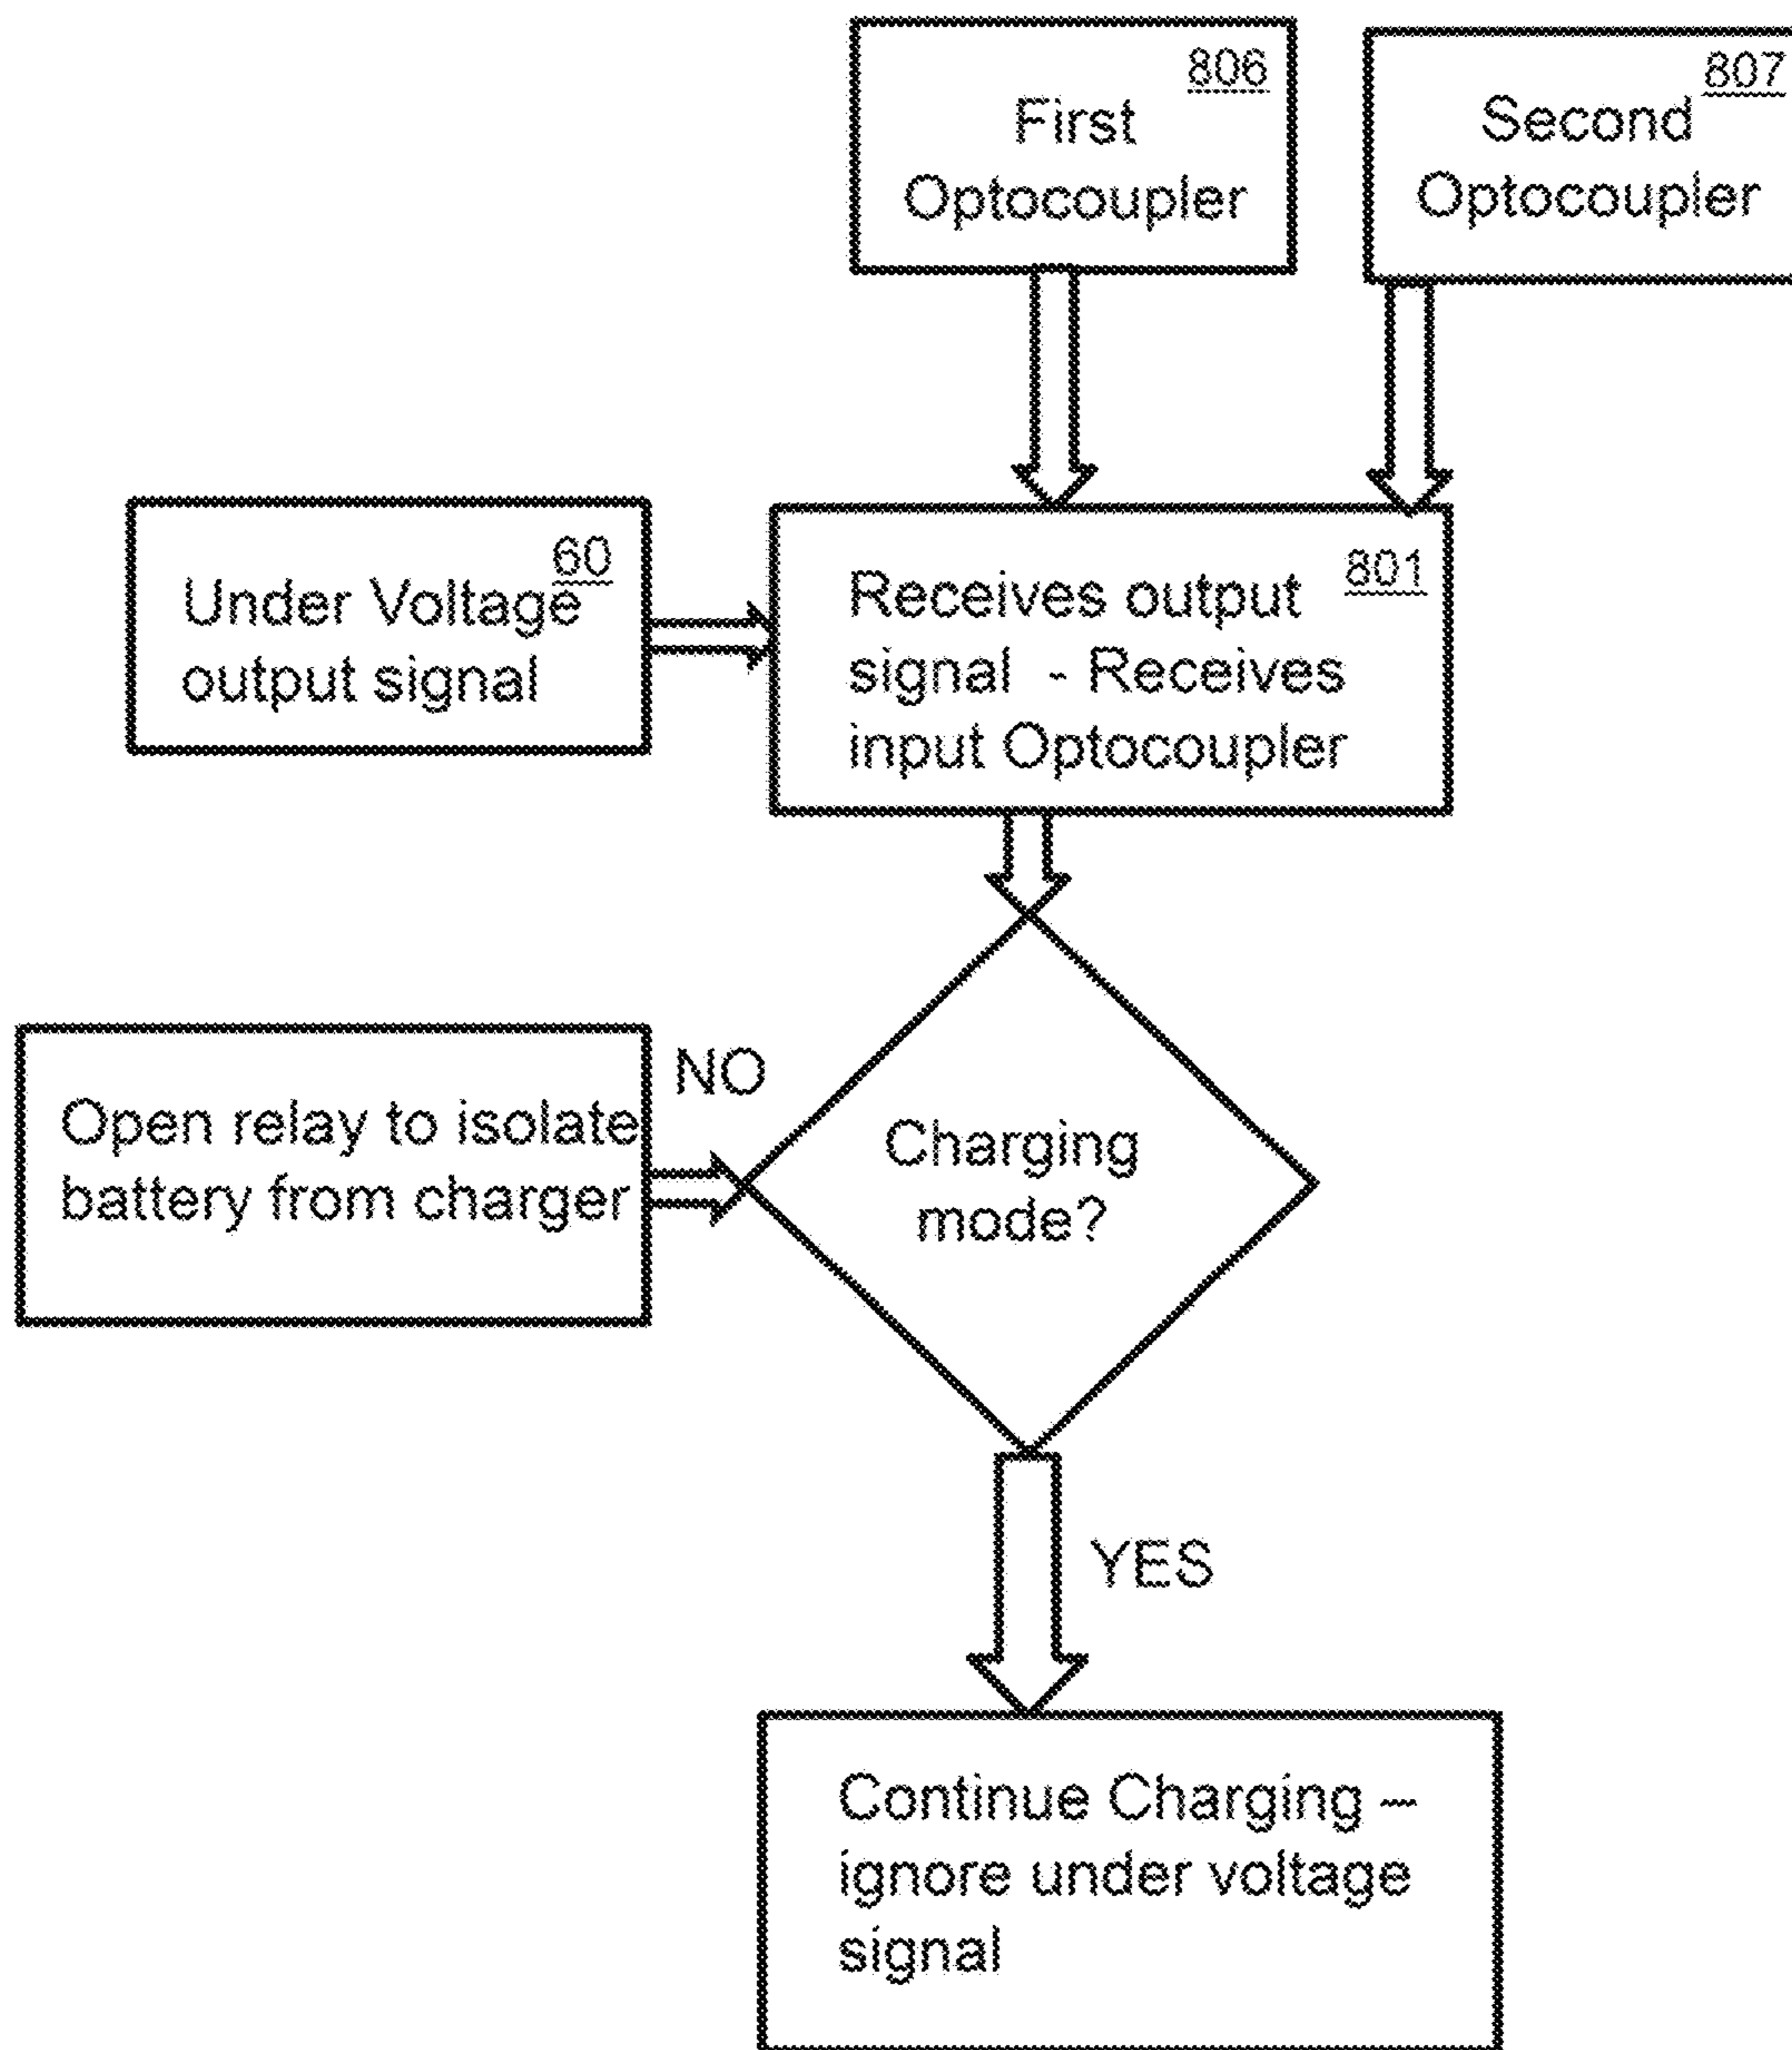 806
First
Optocoupler
807
Second
Optocoupler
60
Under Voltage
output signal
801
Receives output
signal - Receives
input Optocoupler
NO
Open relay to isolate
battery from charger
Charging
mode?
YES
Continue Charging –
ignore under voltage
signal